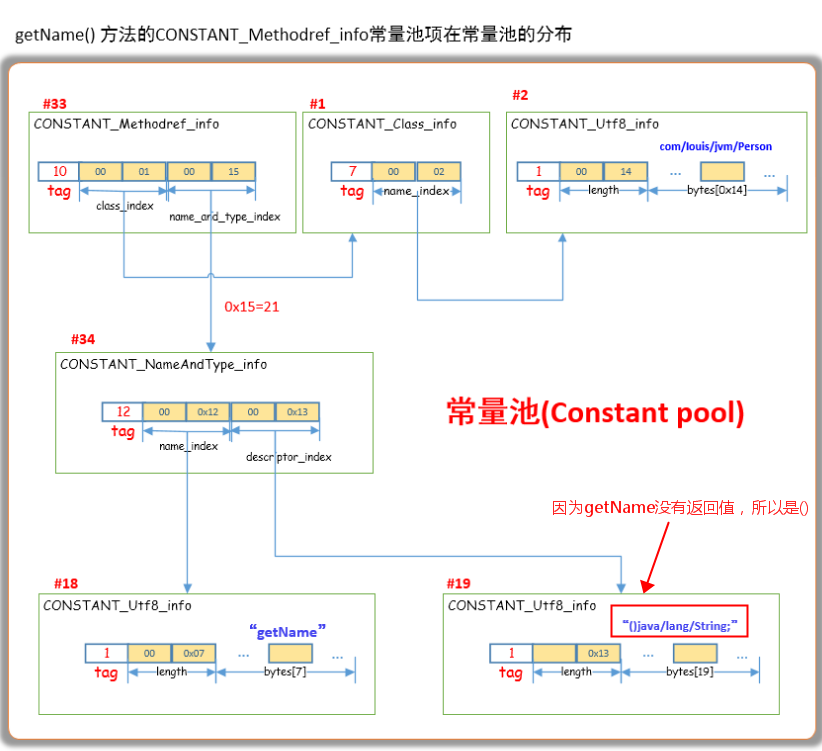 getName() 方法的CONSTANT_Methodref_info常量池项在常量池的分布
#33
CONSTANT_Methodref_info
10 00 01 00 15
tag
class_index
name_and_type_index
#1
CONSTANT_Class_info
7 00 02
tag
name_index
#2
CONSTANT_Utf8_info
com/louis/jvm/Person
1 00 14 ... ...
tag
length
bytes[0x14]
0x15=21
#34
CONSTANT_NameAndType_info
12 00 0x12 00 0x13
tag
name_index
descriptor_index
常量池(Constant pool)
因为getName没有返回值，所以是()
#18
CONSTANT_Utf8_info
“getName”
1 00 0x07 ... ...
tag
length
bytes[7]
#19
CONSTANT_Utf8_info
“()java/lang/String;”
1 0x13 ... ...
tag
length
bytes[19]